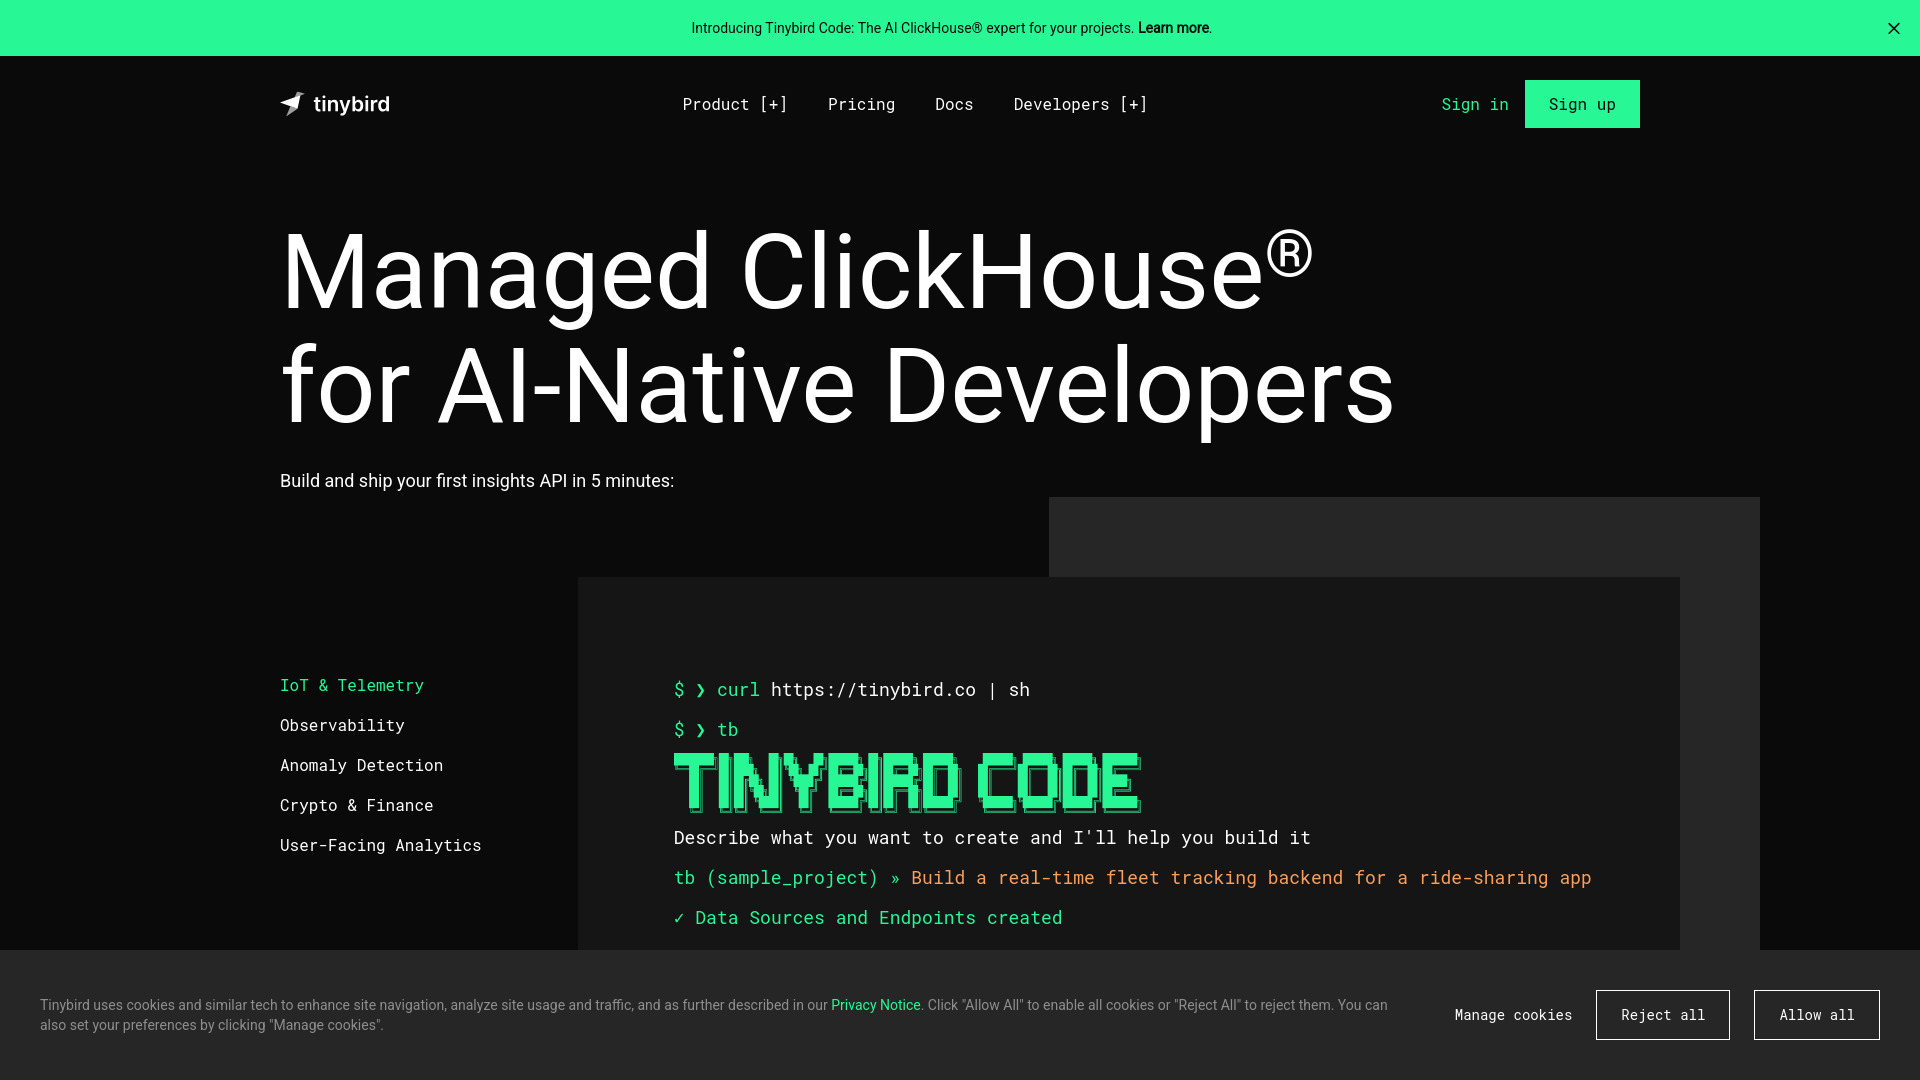 Introducing Tinybird Code: The AI ClickHouse® expert for your projects. Learn more.
tinybird
Product [+]
Pricing
Docs
Developers [+]
Sign in
Sign up
Managed ClickHouse®
for AI-Native Developers
Build and ship your first insights API in 5 minutes:
IoT & Telemetry
Observability
Anomaly Detection
Crypto & Finance
User-Facing Analytics
$ ❯ curl https://tinybird.co | sh
$ ❯ tb
TINYBIRD CODE
Describe what you want to create and I'll help you build it
tb (sample_project) » Build a real-time fleet tracking backend for a ride-sharing app
✓ Data Sources and Endpoints created
Tinybird uses cookies and similar tech to enhance site navigation, analyze site usage and traffic, and as further described in our Privacy Notice. Click "Allow All" to enable all cookies or "Reject All" to reject them. You can
also set your preferences by clicking "Manage cookies".
Manage cookies
Reject all
Allow all